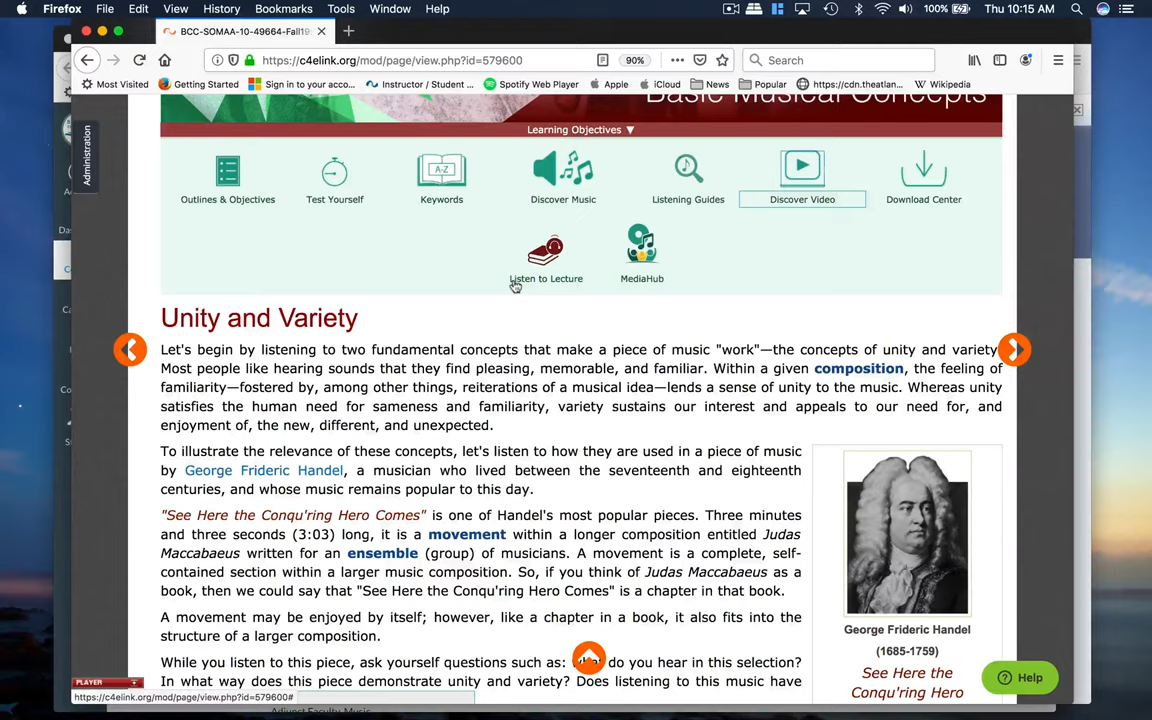 Firefox File Edit View History Bookmarks Tools Window Help 100% Thu 10:15 AM
BCC-SOMAA-10-49664-Fall19
https://c4elink.org/mod/page/view.php?id=579600 90% Search
Most Visited Getting Started Sign in to your acco... Instructor / Student ... Spotify Web Player Apple iCloud News Popular https://cdn.theatlan... Wikipedia
Administration
Basic Musical Concepts
Learning Objectives ▼
Outlines & Objectives Test Yourself Keywords Discover Music Listening Guides Discover Video Download Center
A-Z
Listen to Lecture MediaHub
Unity and Variety
Let's begin by listening to two fundamental concepts that make a piece of music "work"—the concepts of unity and variety
Most people like hearing sounds that they find pleasing, memorable, and familiar. Within a given composition, the feeling of
familiarity—fostered by, among other things, reiterations of a musical idea—lends a sense of unity to the music. Whereas unity
satisfies the human need for sameness and familiarity, variety sustains our interest and appeals to our need for, and
enjoyment of, the new, different, and unexpected.
To illustrate the relevance of these concepts, let's listen to how they are used in a piece of music
by George Frideric Handel, a musician who lived between the seventeenth and eighteenth
centuries, and whose music remains popular to this day.
"See Here the Conqu'ring Hero Comes" is one of Handel's most popular pieces. Three minutes
and three seconds (3:03) long, it is a movement within a longer composition entitled Judas
Maccabaeus written for an ensemble (group) of musicians. A movement is a complete, self-
contained section within a larger music composition. So, if you think of Judas Maccabaeus as a
book, then we could say that "See Here the Conqu'ring Hero Comes" is a chapter in that book.
A movement may be enjoyed by itself; however, like a chapter in a book, it also fits into the
structure of a larger composition.
While you listen to this piece, ask yourself questions such as: what do you hear in this selection?
In what way does this piece demonstrate unity and variety? Does listening to this music have
George Frideric Handel
(1685-1759)
See Here the
Conqu'ring Hero
Help
PLAYER
https://c4elink.org/mod/page/view.php?id=579600#
Adjunct Faculty Music